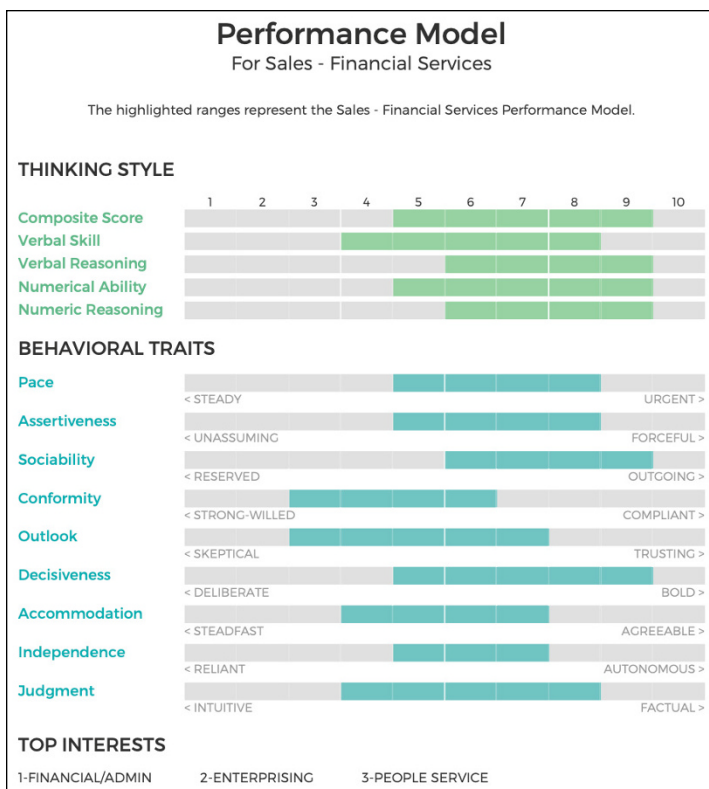 Performance Model
For Sales - Financial Services
The highlighted ranges represent the Sales - Financial Services Performance Model.
THINKING STYLE
1 2 3 4 5 6 7 8 9 10
Composite Score
Verbal Skill
Verbal Reasoning
Numerical Ability
Numeric Reasoning
BEHAVIORAL TRAITS
Pace
< STEADY URGENT >
Assertiveness
< UNASSUMING FORCEFUL >
Sociability
< RESERVED OUTGOING >
Conformity
< STRONG-WILLED COMPLIANT >
Outlook
< SKEPTICAL TRUSTING >
Decisiveness
< DELIBERATE BOLD >
Accommodation
< STEADFAST AGREEABLE >
Independence
< RELIANT AUTONOMOUS >
Judgment
< INTUITIVE FACTUAL >
TOP INTERESTS
1-FINANCIAL/ADMIN 2-ENTERPRISING 3-PEOPLE SERVICE